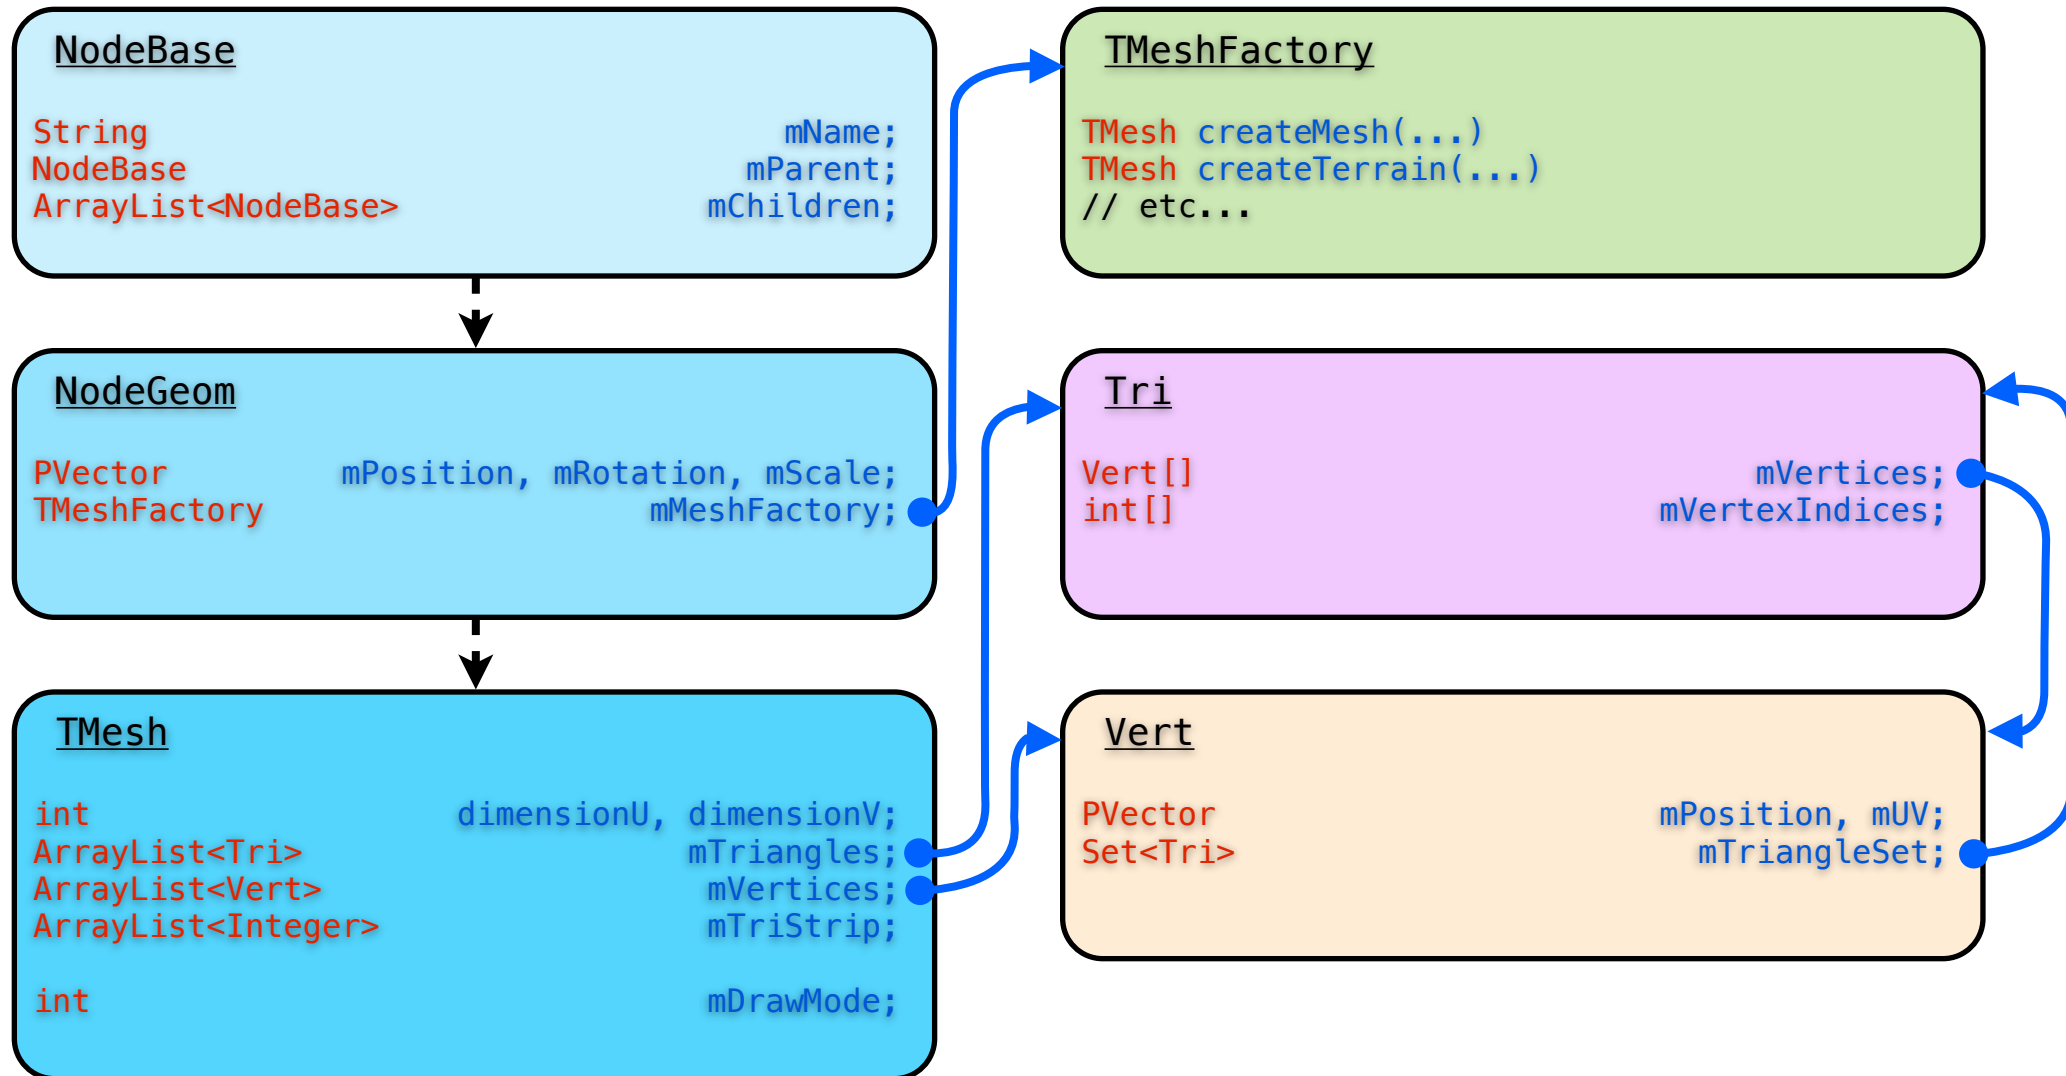 NodeBase
String mName;
NodeBase mParent;
ArrayList<NodeBase> mChildren;
TMeshFactory
TMesh createMesh(...)
TMesh createTerrain(...)
// etc...
NodeGeom
PVector mPosition, mRotation, mScale;
TMeshFactory mMeshFactory;
Tri
Vert[] mVertices;
int[] mVertexIndices;
TMesh
int dimensionU, dimensionV;
ArrayList<Tri> mTriangles;
ArrayList<Vert> mVertices;
ArrayList<Integer> mTriStrip;
int mDrawMode;
Vert
PVector mPosition, mUV;
Set<Tri> mTriangleSet;